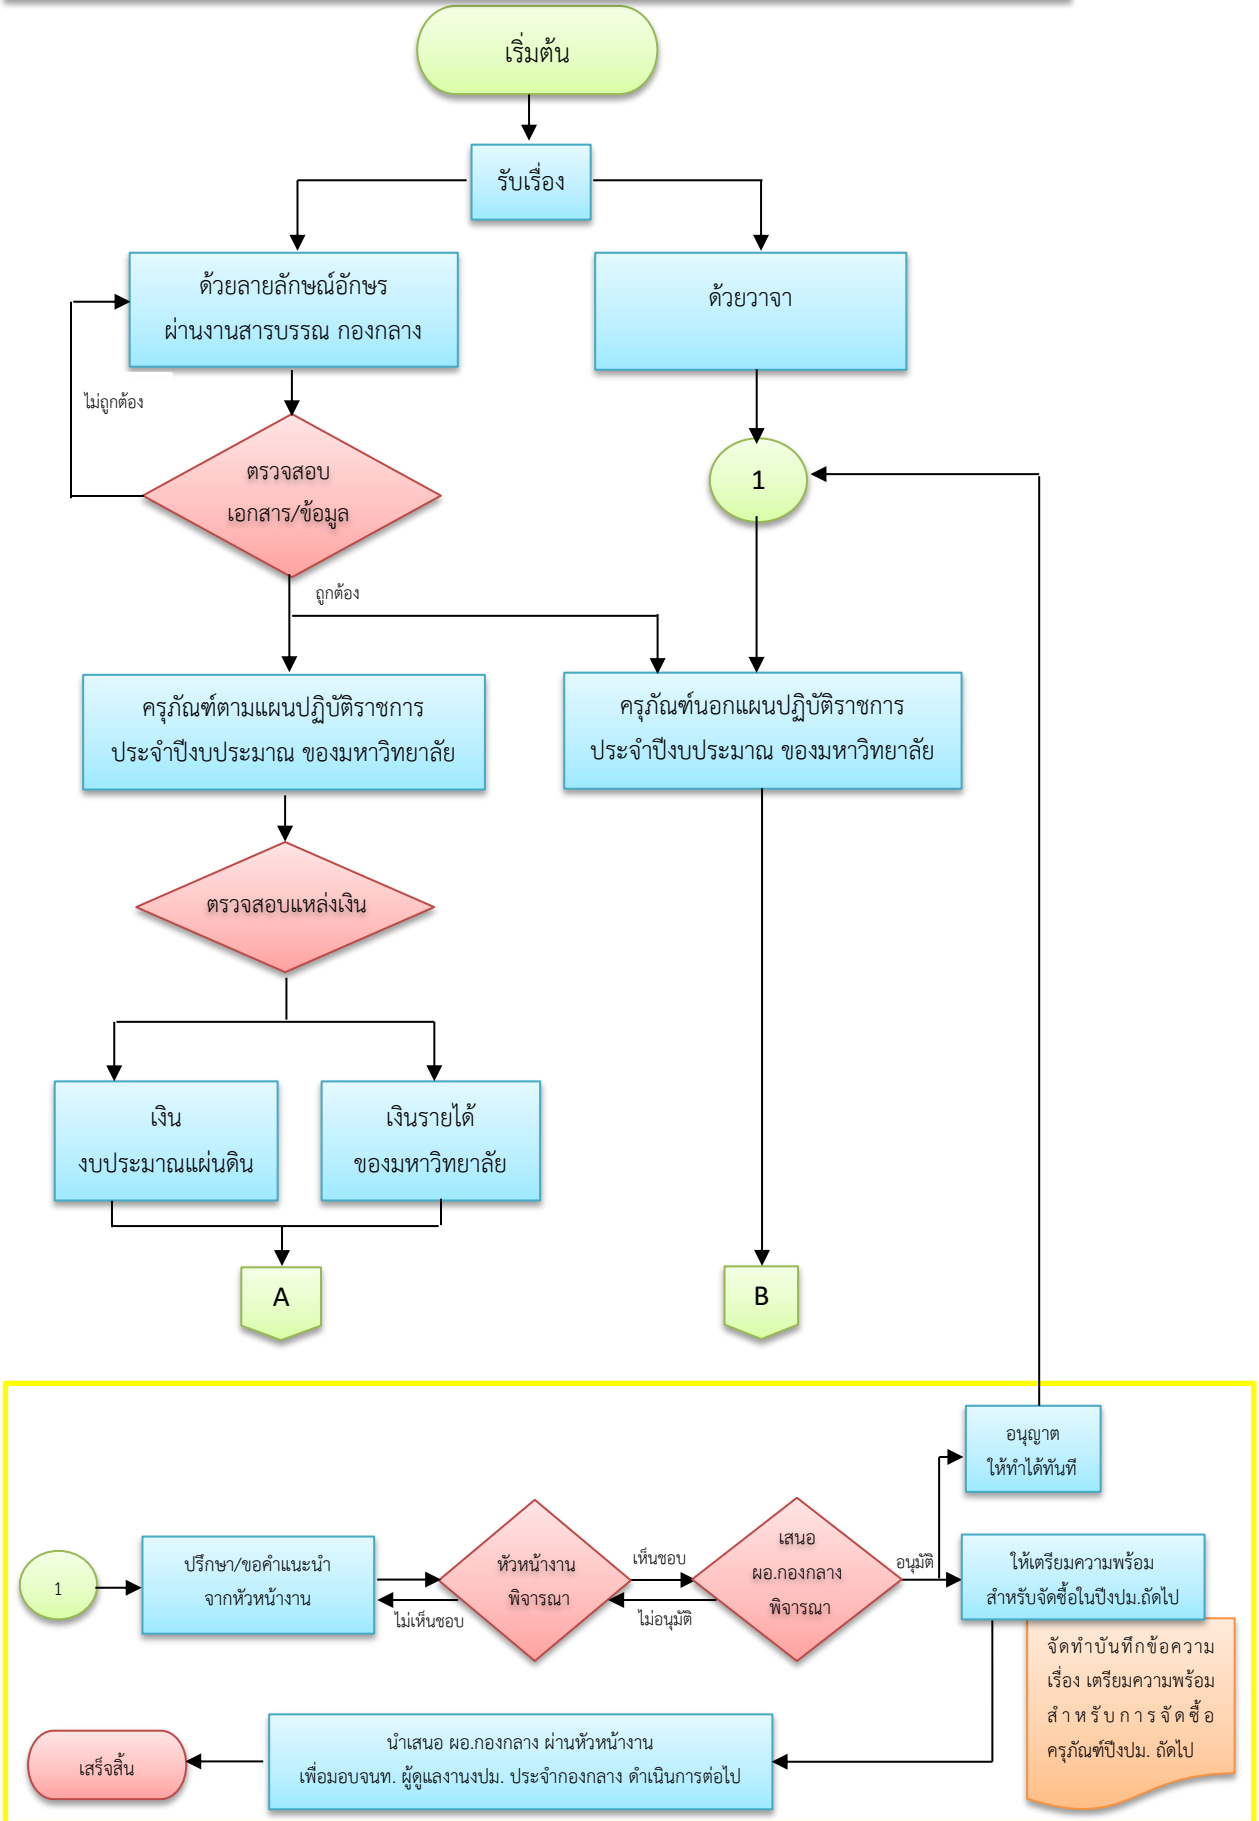 เริ่มต้น
รับเรื่อง
ด้วยลายลักษณ์อักษร
ผ่านงานสารบรรณ กองกลาง
ด้วยวาจา
ไม่ถูกต้อง
ตรวจสอบ
เอกสาร/ข้อมูล
1
ถูกต้อง
ครุภัณฑ์ตามแผนปฏิบัติราชการ
ประจำปีงบประมาณ ของมหาวิทยาลัย
ครุภัณฑ์นอกแผนปฏิบัติราชการ
ประจำปีงบประมาณ ของมหาวิทยาลัย
ตรวจสอบแหล่งเงิน
เงิน
งบประมาณแผ่นดิน
เงินรายได้
ของมหาวิทยาลัย
A
B
อนุญาต
ให้ทำได้ทันที
1
ปรึกษา/ขอคำแนะนำ
จากหัวหน้างาน
หัวหน้างาน
พิจารณา
เห็นชอบ
ไม่เห็นชอบ
เสนอ
ผอ.กองกลาง
พิจารณา
อนุมัติ
ไม่อนุมัติ
ให้เตรียมความพร้อม
สำหรับจัดซื้อในปีงปม.ถัดไป
จัดทำบันทึกข้อความ
เรื่อง เตรียมความพร้อม
สำหรับการจัดซื้อ
ครุภัณฑ์ปีงปม. ถัดไป
นำเสนอ ผอ.กองกลาง ผ่านหัวหน้างาน
เพื่อมอบจนท. ผู้ดูแลงานงปม. ประจำกองกลาง ดำเนินการต่อไป
เสร็จสิ้น